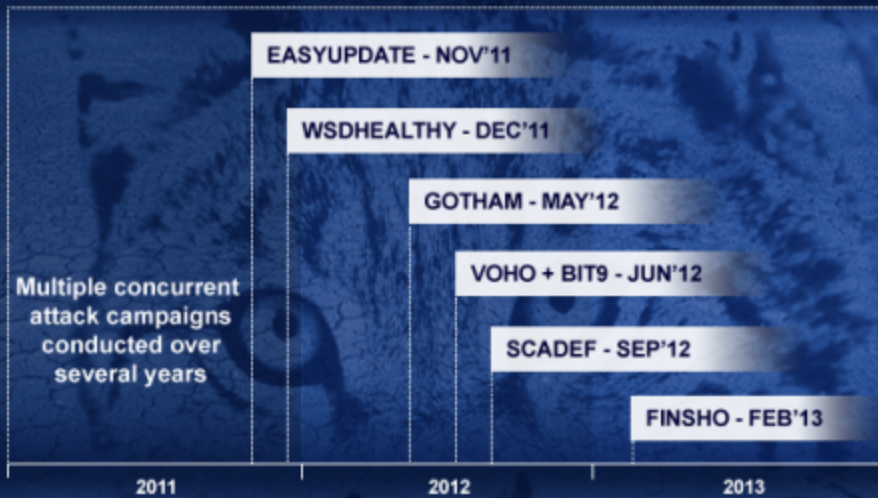 EASYUPDATE - NOV'11
WSDHEALTHY - DEC'11
GOTHAM - MAY'12
VOHO + BIT9 - JUN'12
Multiple concurrent
attack campaigns
conducted over
several years
SCADEF - SEP'12
FINSHO - FEB'13
2011
2012
2013